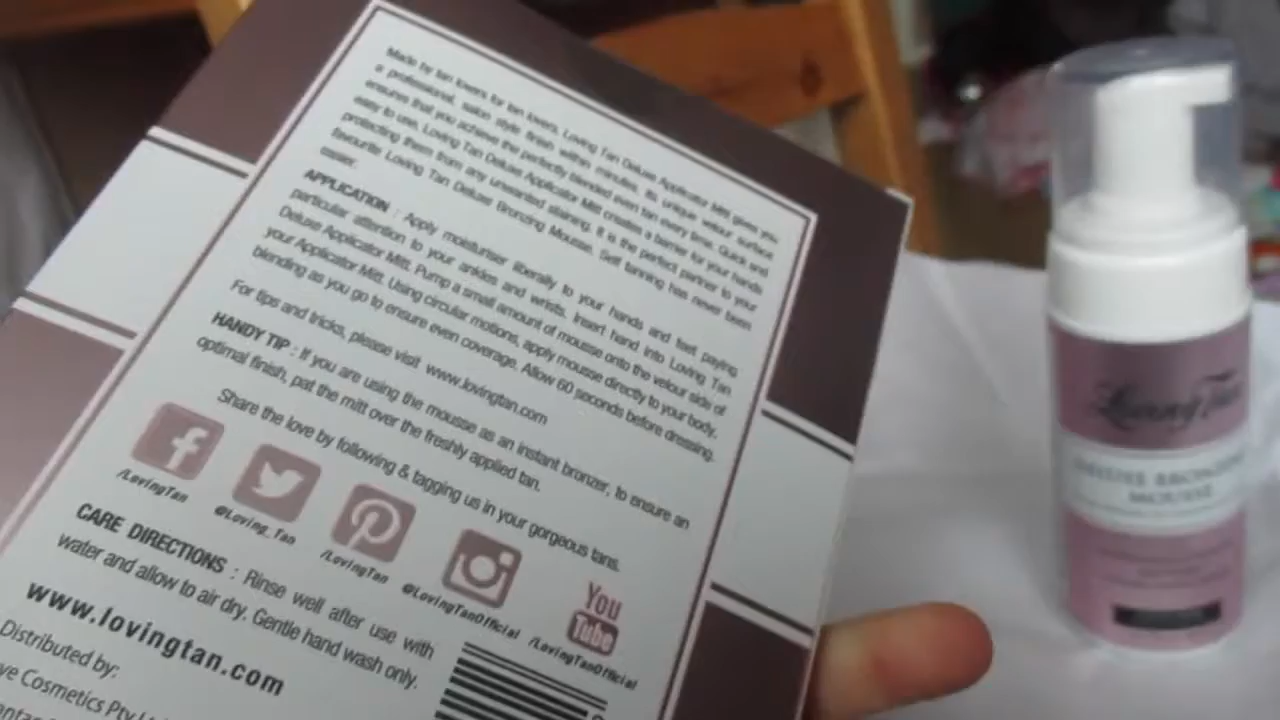 Made by tan lovers for tan lovers, Loving Tan Deluxe Applicator Mitt gives you
a professional, salon style finish within minutes. Its unique velour surface
ensures that you achieve the perfectly blended even tan every time. Quick and
easy to use, Loving Tan Deluxe Applicator Mitt creates a barrier for your hands
protecting them from any unwanted staining. It is the perfect partner to your
favourite Loving Tan Deluxe Bronzing Mousse. Self tanning has never been
easier.
APPLICATION : Apply moisturiser liberally to your hands and feet paying
particular attention to your ankles and wrists. Insert hand into Loving Tan
Deluxe Applicator Mitt. Pump a small amount of mousse onto the velour side of
your Applicator Mitt. Using circular motions, apply mousse directly to your body,
blending as you go to ensure even coverage. Allow 60 seconds before dressing.
For tips and tricks, please visit www.lovingtan.com
HANDY TIP : If you are using the mousse as an instant bronzer, to ensure an
optimal finish, pat the mitt over the freshly applied tan.
Share the love by following & tagging us in your gorgeous tans.
/LovingTan
@Loving_Tan
/LovingTan
@LovingTanOfficial
You
Tube
/LovingTanOfficial
CARE DIRECTIONS : Rinse well after use with
water and allow to air dry. Gentle hand wash only.
www.lovingtan.com
Distributed by:
Cosmetics Pty
Loving Tan
DELUXE BRONZING
MOUSSE